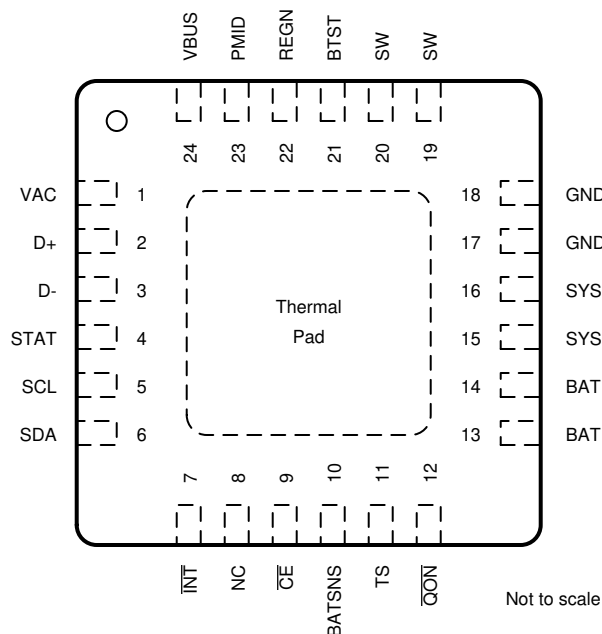 VBUS PMID REGN BTST SW SW
24 23 22 21 20 19
VAC 1 18 GND
D+ 2 17 GND
D- 3 16 SYS
STAT 4 15 SYS
SCL 5 14 BAT
SDA 6 13 BAT
Thermal
Pad
7 8 9 10 11 12
INT NC CE BATSNS TS QON
Not to scale